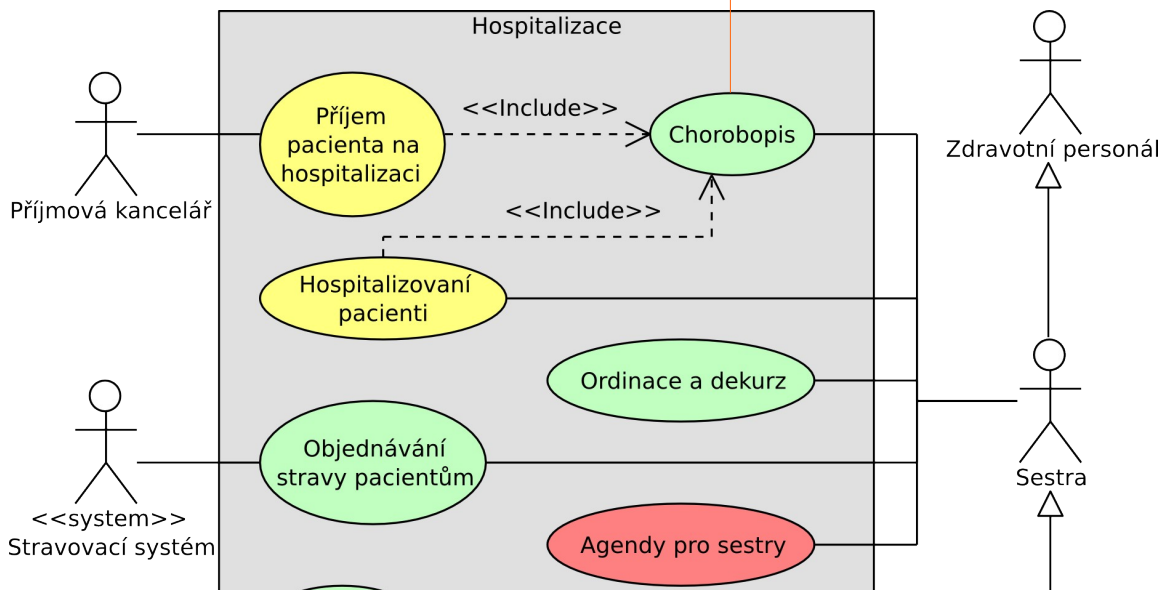 Hospitalizace
Příjem
pacienta na
hospitalizaci
<<Include>>
Chorobopis
Zdravotní personál
Příjmová kancelář
<<Include>>
Hospitalizovaní
pacienti
Ordinace a dekurz
Objednávání
stravy pacientům
Sestra
<<system>>
Stravovací systém
Agendy pro sestry